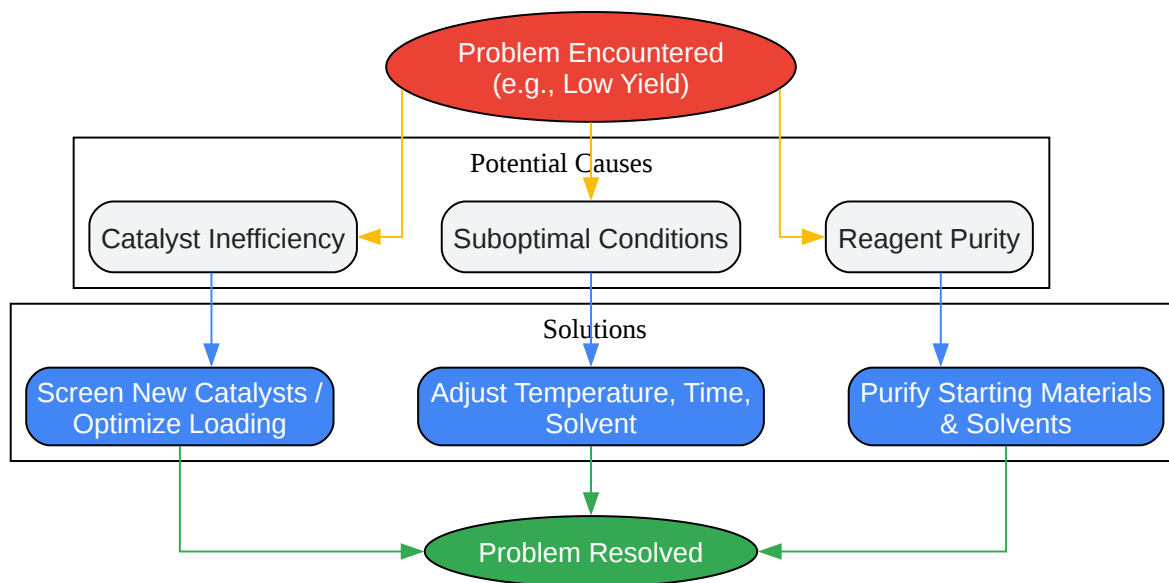 Problem Encountered
(e.g., Low Yield)
Potential Causes
Catalyst Inefficiency
Suboptimal Conditions
Reagent Purity
Solutions
Screen New Catalysts /
Optimize Loading
Adjust Temperature, Time,
Solvent
Purify Starting Materials
& Solvents
Problem Resolved